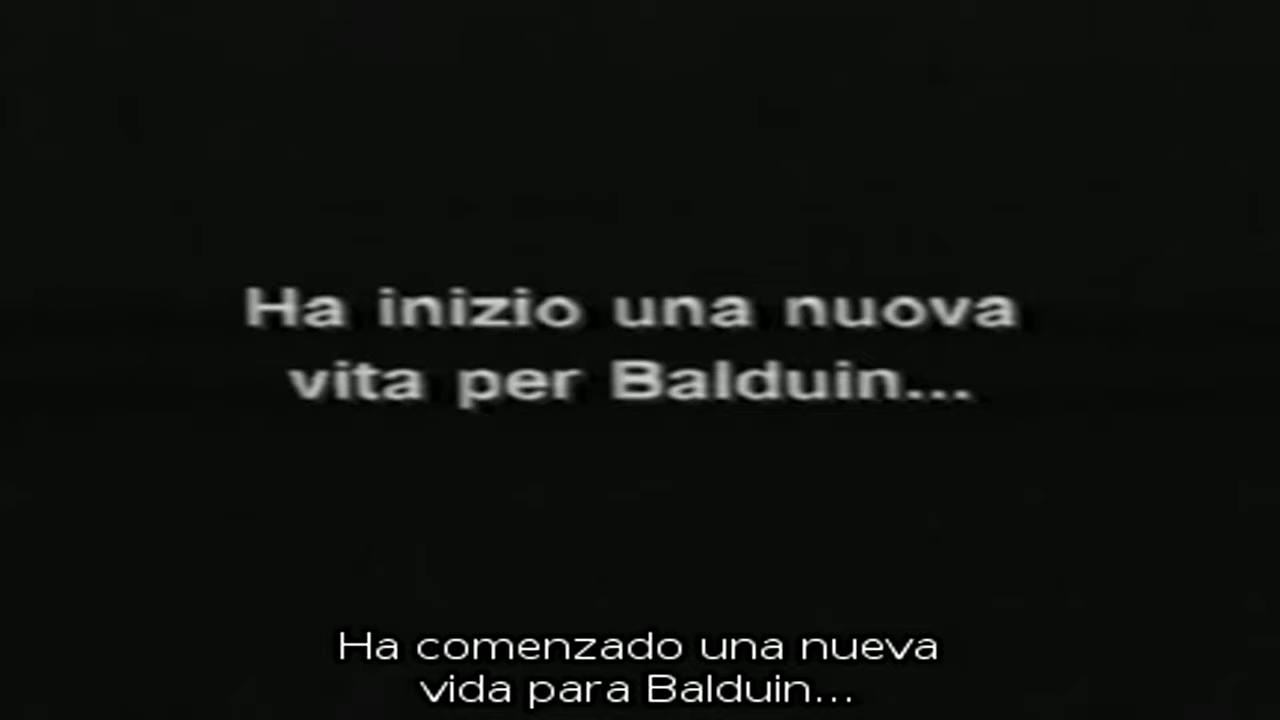 Ha inizio una nuova
vita per Balduin...
Ha comenzado una nueva
vida para Balduin...